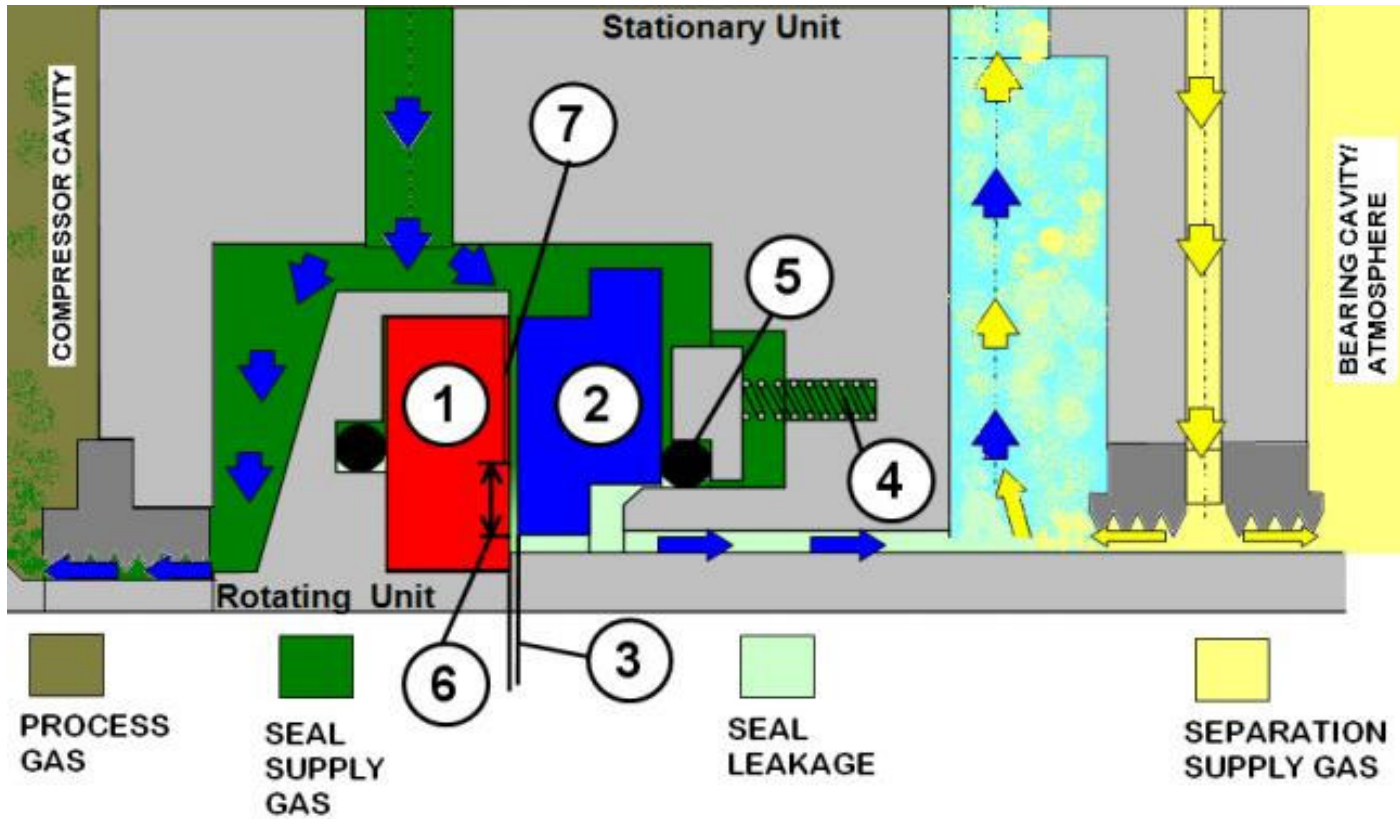 Stationary Unit
COMPRESSOR CAVITY
7
BEARING CAVITY/
ATMOSPHERE
5
1
2
4
Rotating Unit
6
3
PROCESS
GAS
SEAL
SUPPLY
GAS
SEAL
LEAKAGE
SEPARATION
SUPPLY GAS